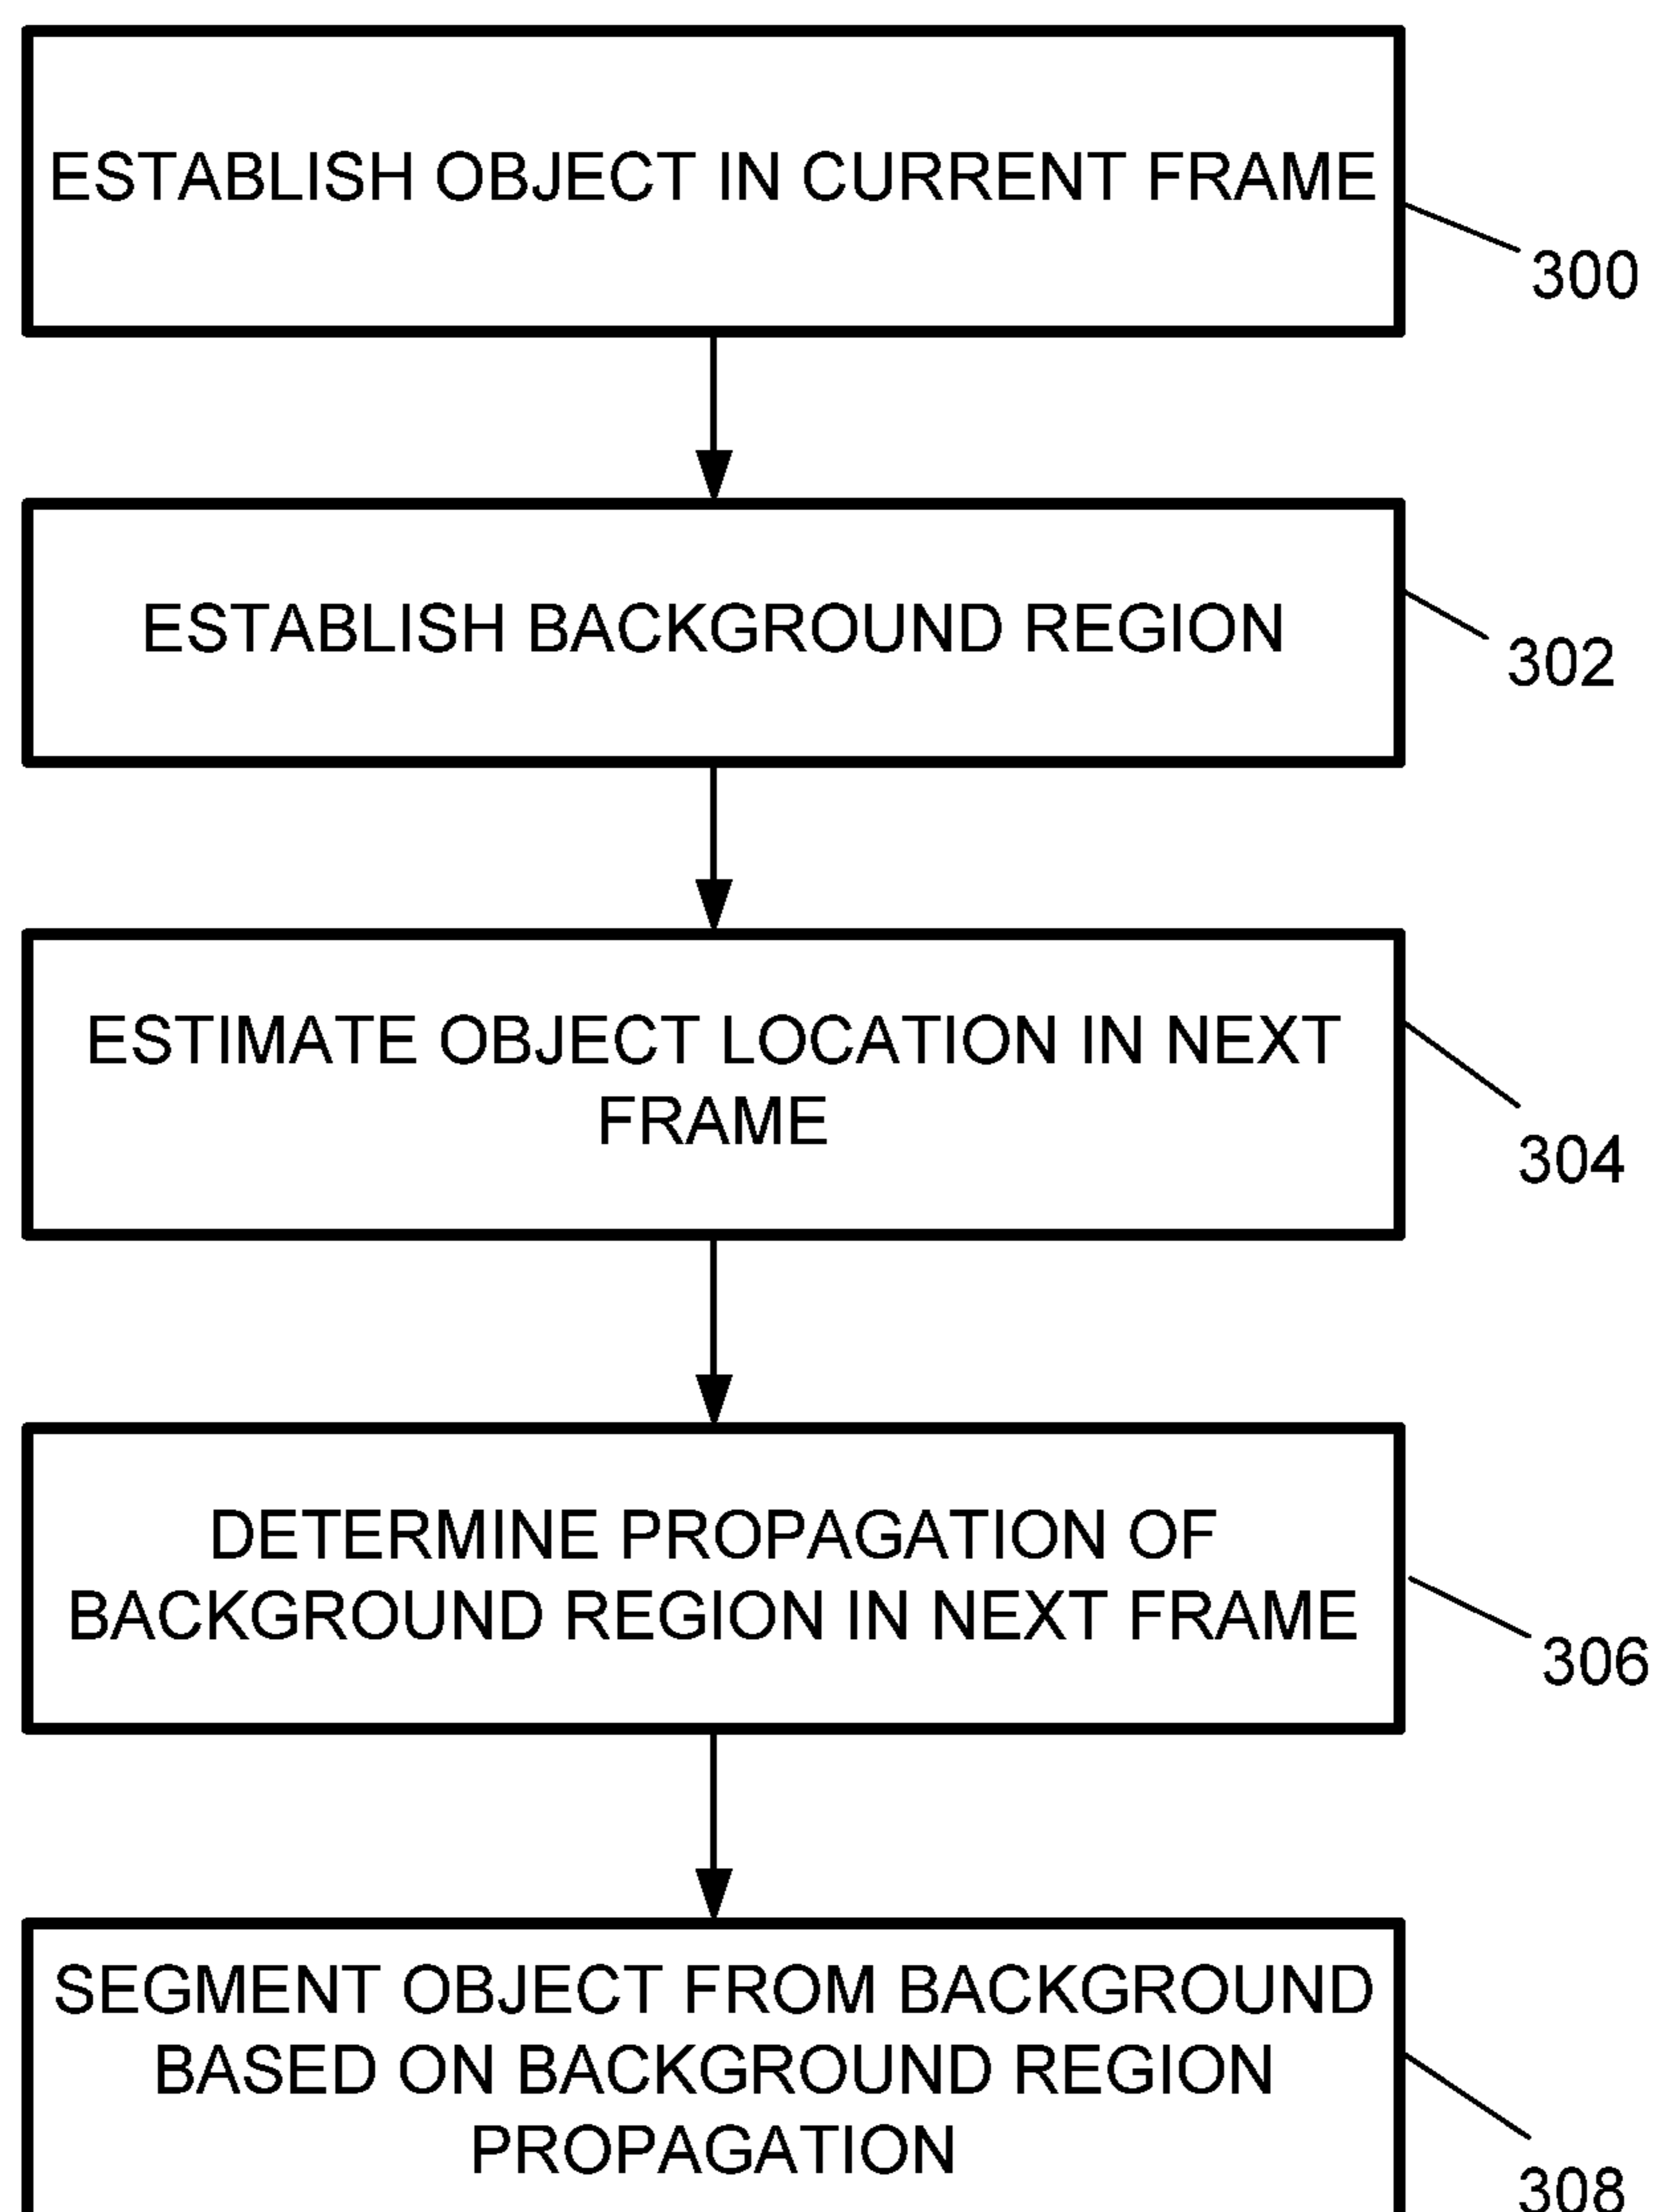 ESTABLISH OBJECT IN CURRENT FRAME
300
ESTABLISH BACKGROUND REGION
302
ESTIMATE OBJECT LOCATION IN NEXT
FRAME
304
DETERMINE PROPAGATION OF
BACKGROUND REGION IN NEXT FRAME
306
SEGMENT OBJECT FROM BACKGROUND
BASED ON BACKGROUND REGION
PROPAGATION
308